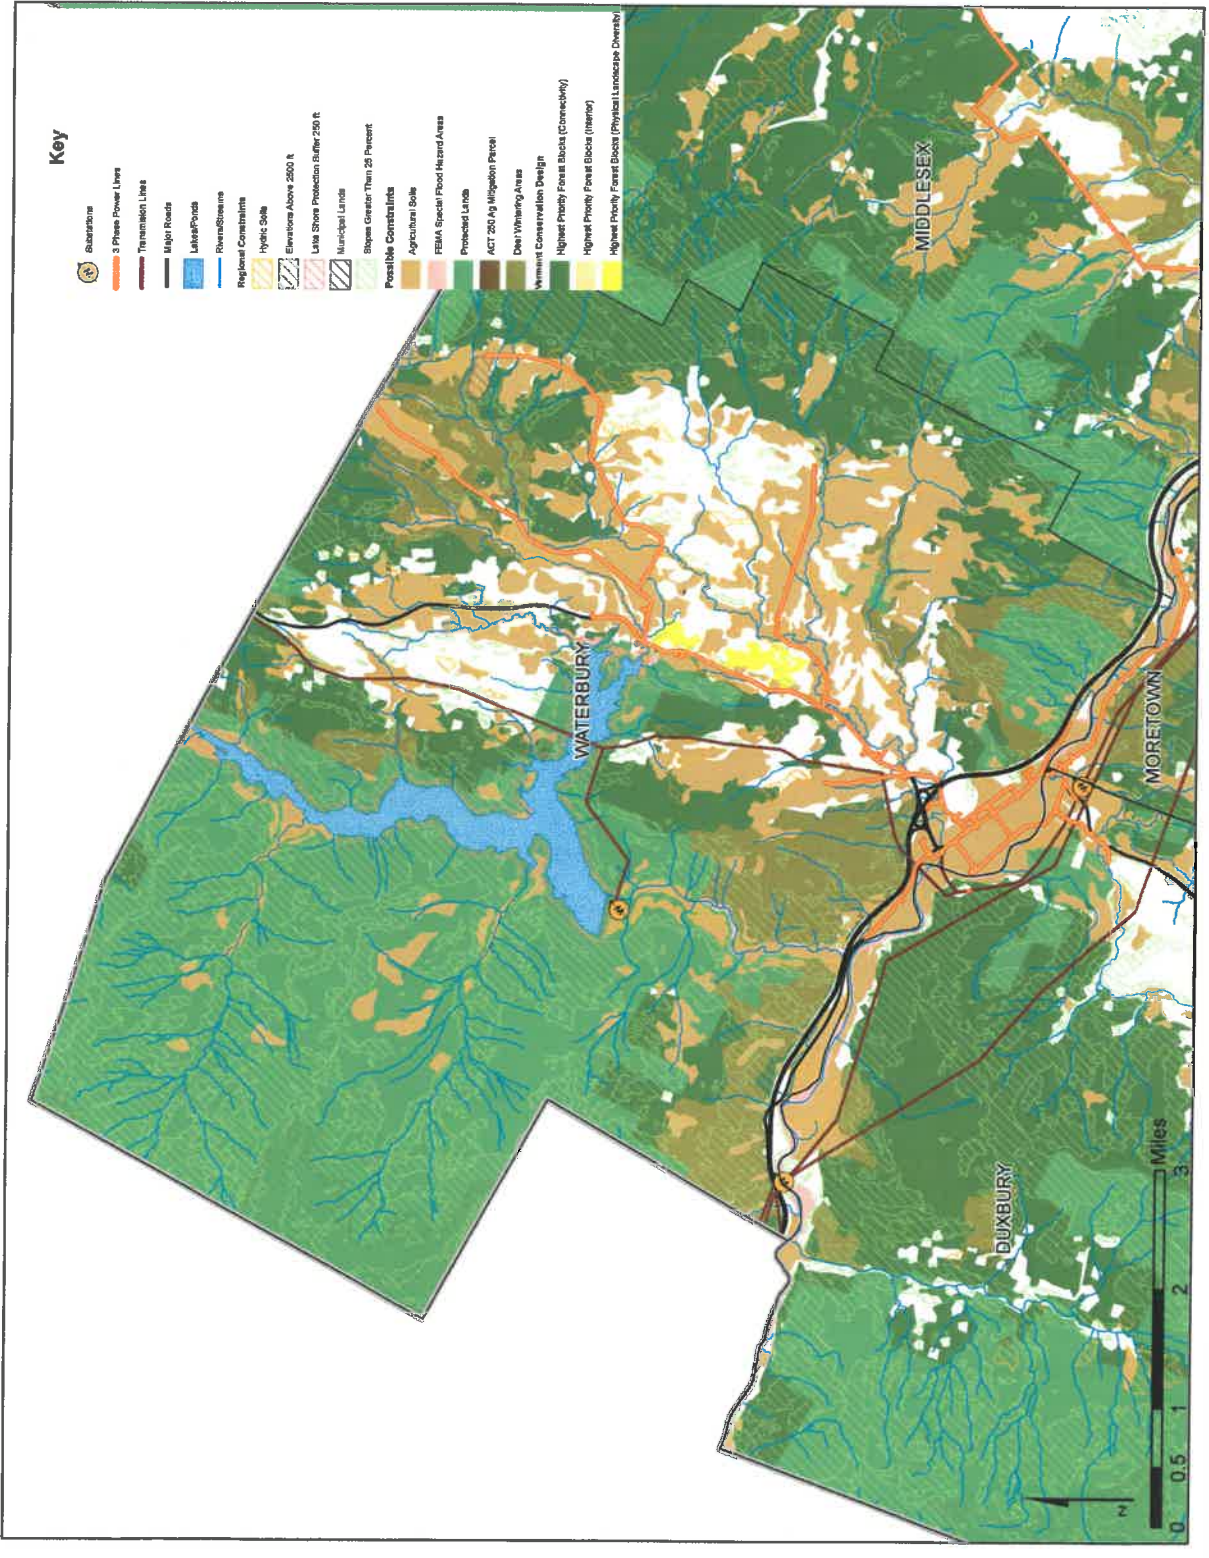 Key
Substations
3 Phase Power Lines
Transmission Lines
Major Roads
Lakes/Ponds
Rivers/Streams
Regional Constraints
Hydric Soils
Elevations Above 2500 ft
Lake Shore Protection Buffer 250 ft
Municipal Lands
Slopes Greater Than 25 Percent
Possible Constraints
Agricultural Soils
FEMA Special Flood Hazard Areas
Protected Lands
ACT 250 Ag Mitigation Parcel
Deer Wintering Areas
Vermont Conservation Design
Highest Priority Forest Blocks (Connectivity)
Highest Priority Forest Blocks (Interior)
Highest Priority Forest Blocks (Physical Landscape Diversity)
MIDDLESEX
WATERBURY
MORETOWN
DUXBURY
N
0 0.5 1 2 3
Miles